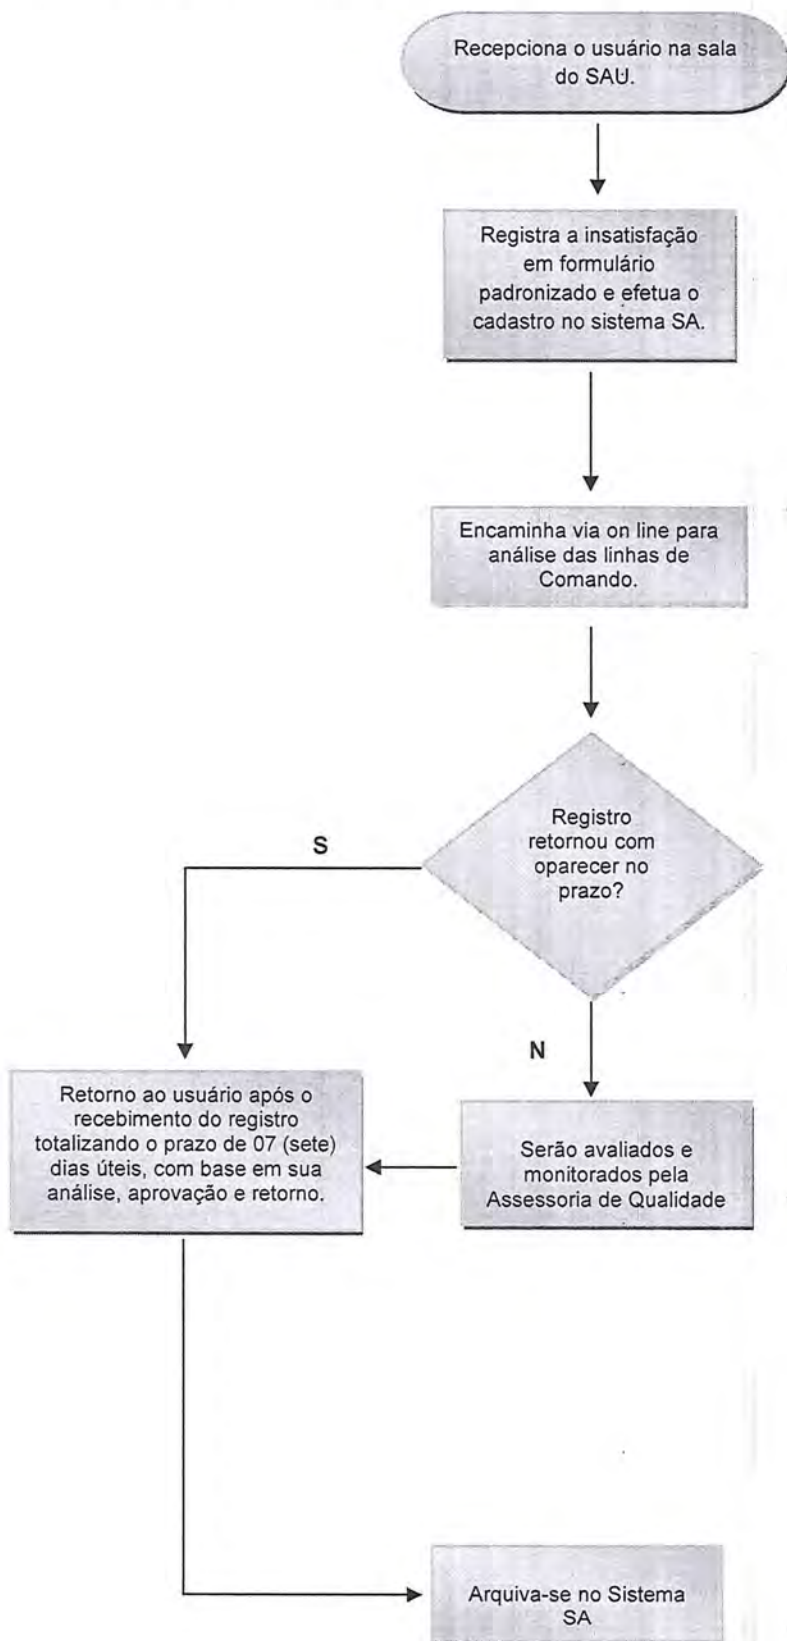 Recepciona o usuário na sala
do SAU.
Registra a insatisfação
em formulário
padronizado e efetua o
cadastro no sistema SA.
Encaminha via on line para
análise das linhas de
Comando.
Registro
retornou com
oparecer no
prazo?
S
N
Retorno ao usuário após o
recebimento do registro
totalizando o prazo de 07 (sete)
dias úteis, com base em sua
análise, aprovação e retorno.
Serão avaliados e
monitorados pela
Assessoria de Qualidade
Arquiva-se no Sistema
SA